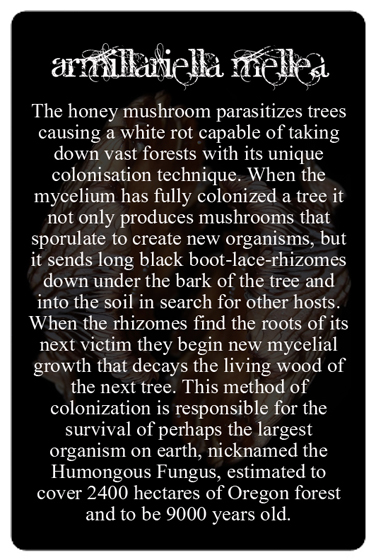 armillariella mellea
The honey mushroom parasitizes trees
causing a white rot capable of taking
down vast forests with its unique
colonisation technique. When the
mycelium has fully colonized a tree it
not only produces mushrooms that
sporulate to create new organisms, but
it sends long black boot-lace-rhizomes
down under the bark of the tree and
into the soil in search for other hosts.
When the rhizomes find the roots of its
next victim they begin new mycelial
growth that decays the living wood of
the next tree. This method of
colonization is responsible for the
survival of perhaps the largest
organism on earth, nicknamed the
Humongous Fungus, estimated to
cover 2400 hectares of Oregon forest
and to be 9000 years old.